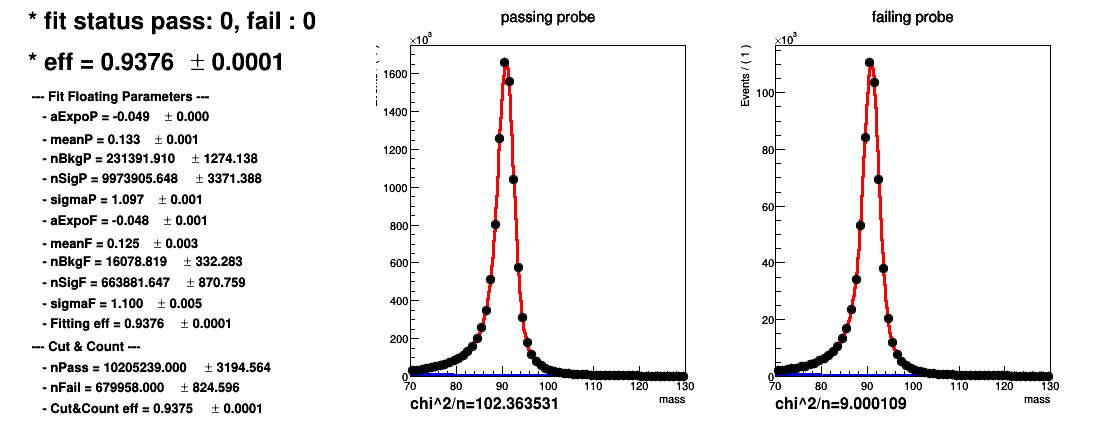 * fit status pass: 0, fail : 0
* eff = 0.9376 ± 0.0001
--- Fit Floating Parameters ---
- aExpoP = -0.049 ± 0.000
- meanP = 0.133 ± 0.001
- nBkgP = 231391.910 ± 1274.138
- nSigP = 9973905.648 ± 3371.388
- sigmaP = 1.097 ± 0.001
- aExpoF = -0.048 ± 0.001
- meanF = 0.125 ± 0.003
- nBkgF = 16078.819 ± 332.283
- nSigF = 663881.647 ± 870.759
- sigmaF = 1.100 ± 0.005
- Fitting eff = 0.9376 ± 0.0001
--- Cut & Count ---
- nPass = 10205239.000 ± 3194.564
- nFail = 679958.000 ± 824.596
- Cut&Count eff = 0.9375 ± 0.0001
passing probe
×10³
1600
1400
1200
1000
800
600
400
200
0
70 80 90 100 110 120 130
mass
chi^2/n=102.363531
failing probe
×10³
Events / ( 1 )
100
80
60
40
20
0
70 80 90 100 110 120 130
mass
chi^2/n=9.000109